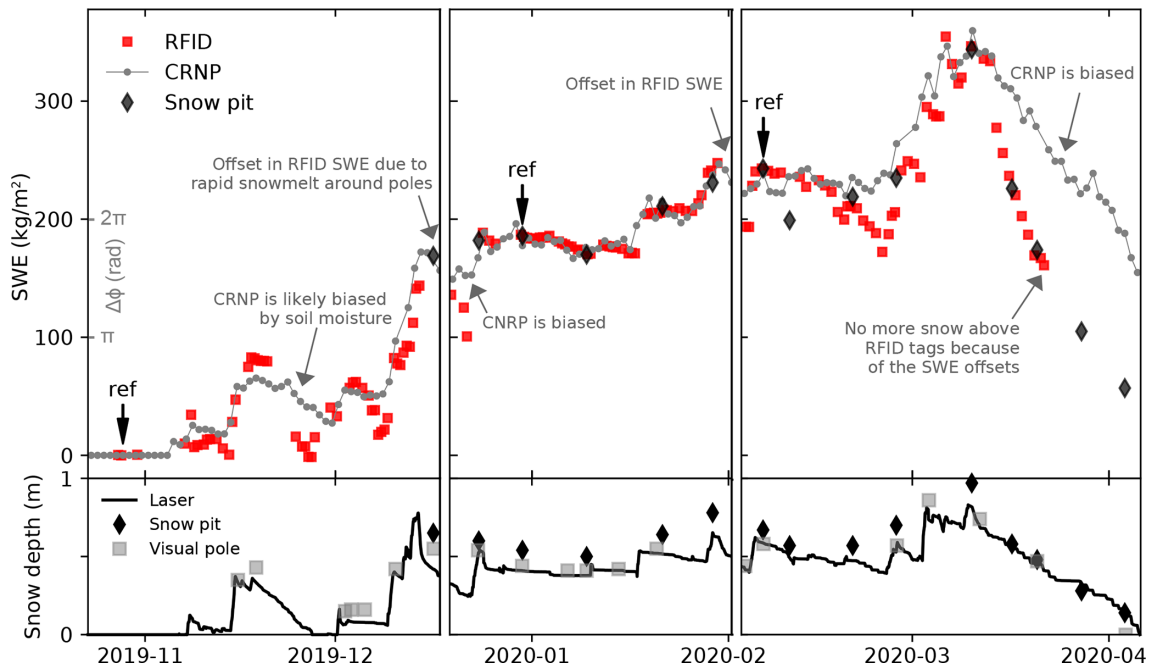 RFID
CRNP
Snow pit
SWE (kg/m²)
300
200
100
0
2π
π
Δϕ (rad)
ref
CRNP is likely biased
by soil moisture
Offset in RFID SWE due to
rapid snowmelt around poles
ref
CNRP is biased
Offset in RFID SWE
ref
CRNP is biased
No more snow above
RFID tags because
of the SWE offsets
Snow depth (m)
1
0
Laser
Snow pit
Visual pole
2019-11
2019-12
2020-01
2020-02
2020-03
2020-04